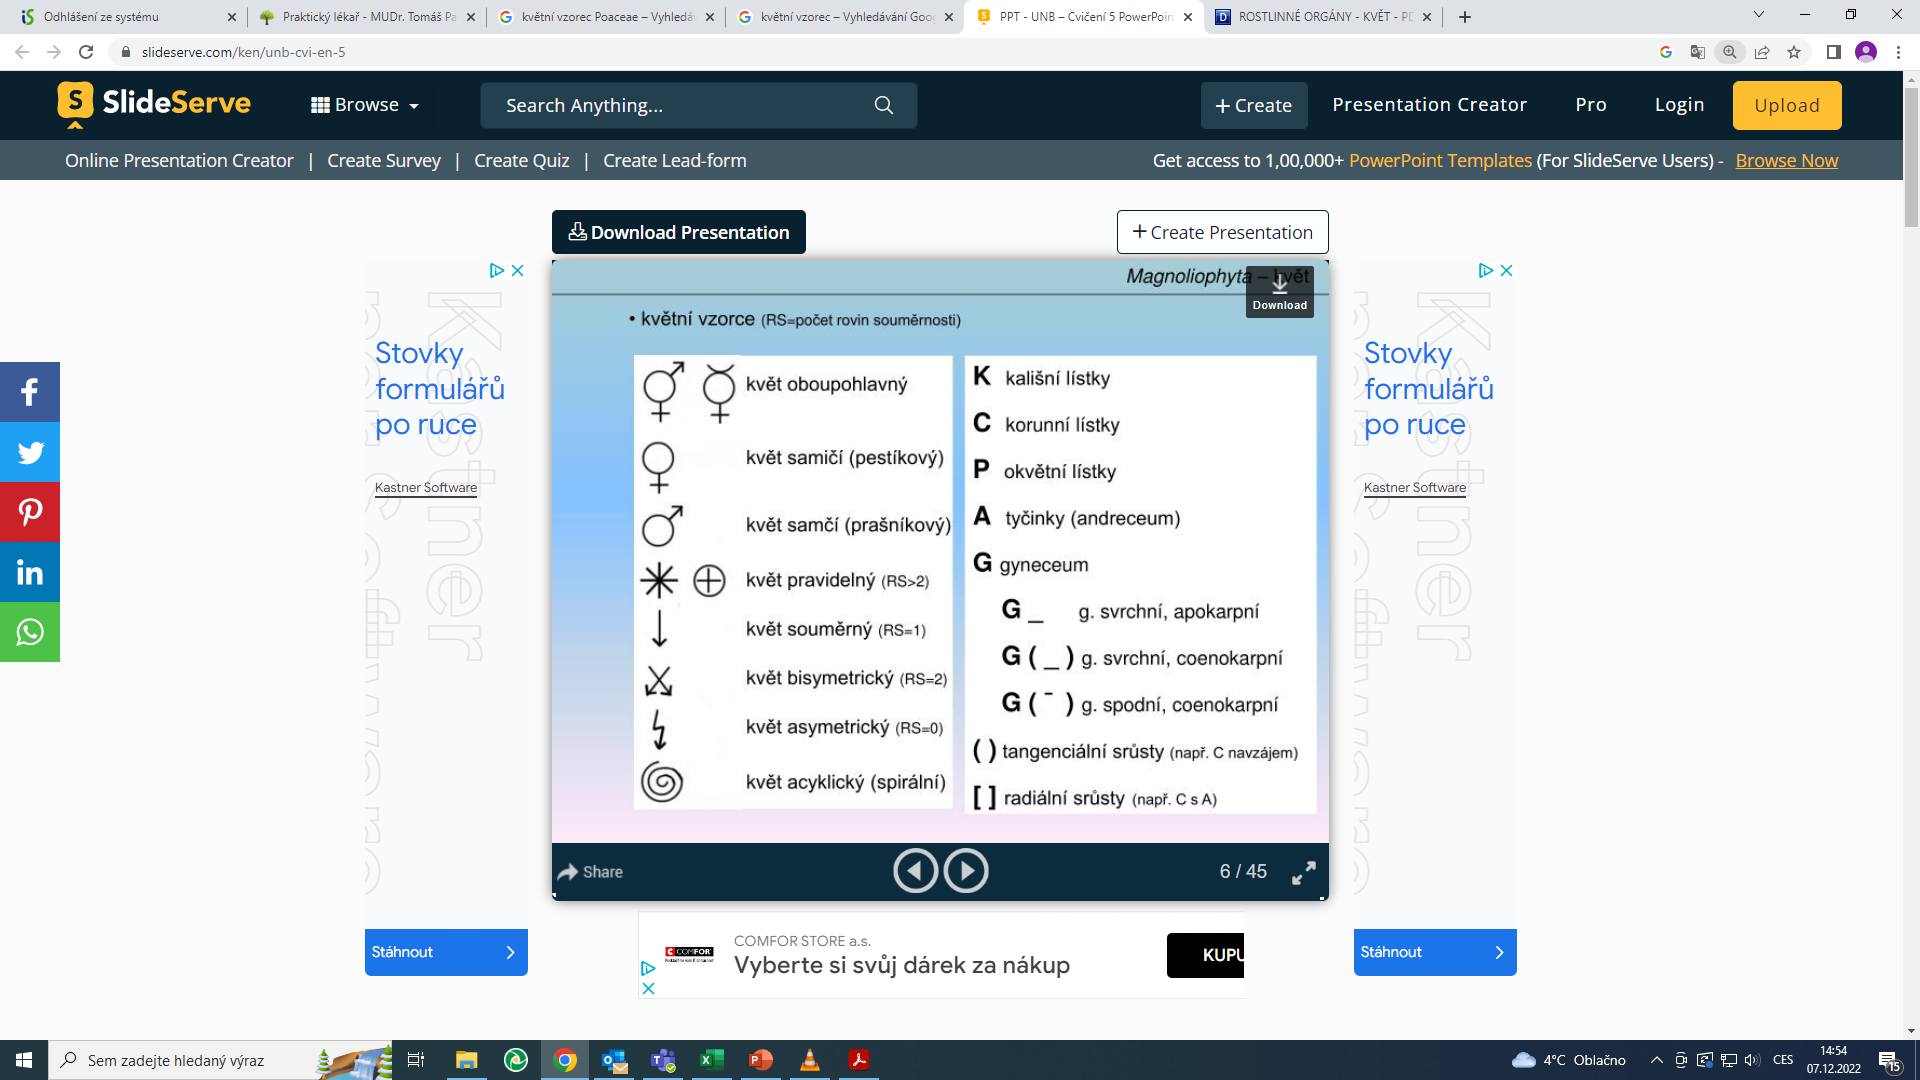 Odhlášení ze systému
Praktický lékař - MUDr. Tomáš Pa
květní vzorec Poaceae – Vyhledáv
květní vzorec – Vyhledávání Goog
PPT - UNB – Cvičení 5 PowerPoin
ROSTLINNÉ ORGÁNY - KVĚT - PD
slideserve.com/ken/unb-cvi-en-5
SlideServe
Browse
Search Anything...
+ Create
Presentation Creator
Pro
Login
Upload
Online Presentation Creator | Create Survey | Create Quiz | Create Lead-form
Get access to 1,00,000+ PowerPoint Templates (For SlideServe Users) - Browse Now
Download Presentation
+ Create Presentation
Magnoliophyta – květ
Download
• květní vzorce (RS=počet rovin souměrnosti)
květ oboupohlavný
květ samičí (pestíkový)
květ samčí (prašníkový)
květ pravidelný (RS>2)
květ souměrný (RS=1)
květ bisymetrický (RS=2)
květ asymetrický (RS=0)
květ acyklický (spirální)
K kališní lístky
C korunní lístky
P okvětní lístky
A tyčinky (andreceum)
G gyneceum
G _ g. svrchní, apokarpní
G ( _ ) g. svrchní, coenokarpní
G ( ¯ ) g. spodní, coenokarpní
( ) tangenciální srůsty (např. C navzájem)
[ ] radiální srůsty (např. C s A)
Share
6 / 45
Kastner
Stovky
formulářů
po ruce
Kastner Software
Stáhnout
Kastner
Stovky
formulářů
po ruce
Kastner Software
Stáhnout
COMFOR
COMFOR STORE a.s.
Vyberte si svůj dárek za nákup
KUPU
Sem zadejte hledaný výraz
4°C Oblačno
CES
14:54
07.12.2022
15